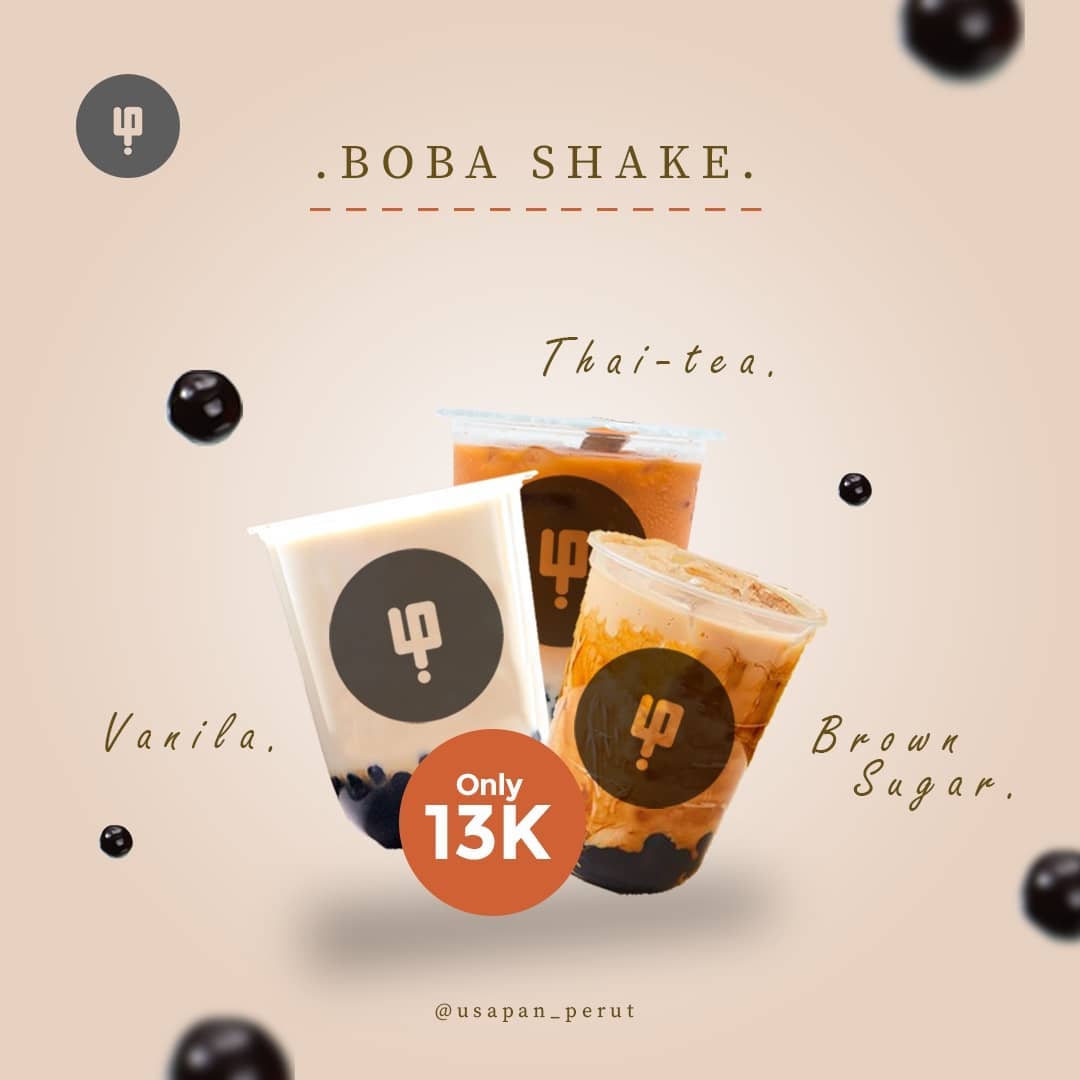 .BOBA SHAKE.
Thai-tea.
Vanila.
Brown
Sugar.
Only
13K
@usapan_perut